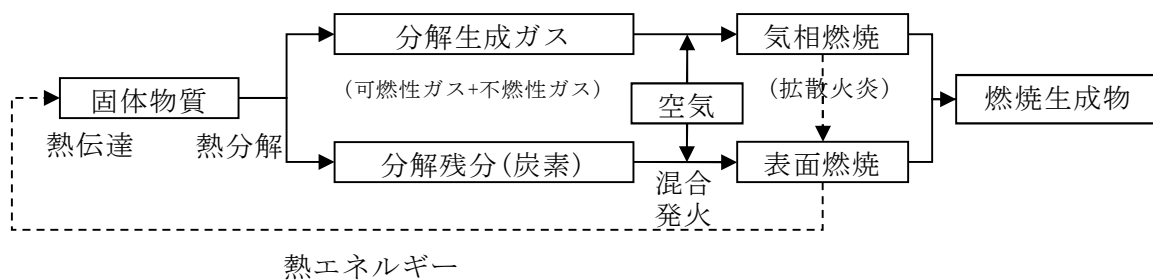 分解生成ガス
気相燃焼
(可燃性ガス+不燃性ガス)
(拡散火炎)
固体物質
空気
燃焼生成物
熱伝達
熱分解
分解残分(炭素)
表面燃焼
混合
発火
熱エネルギー